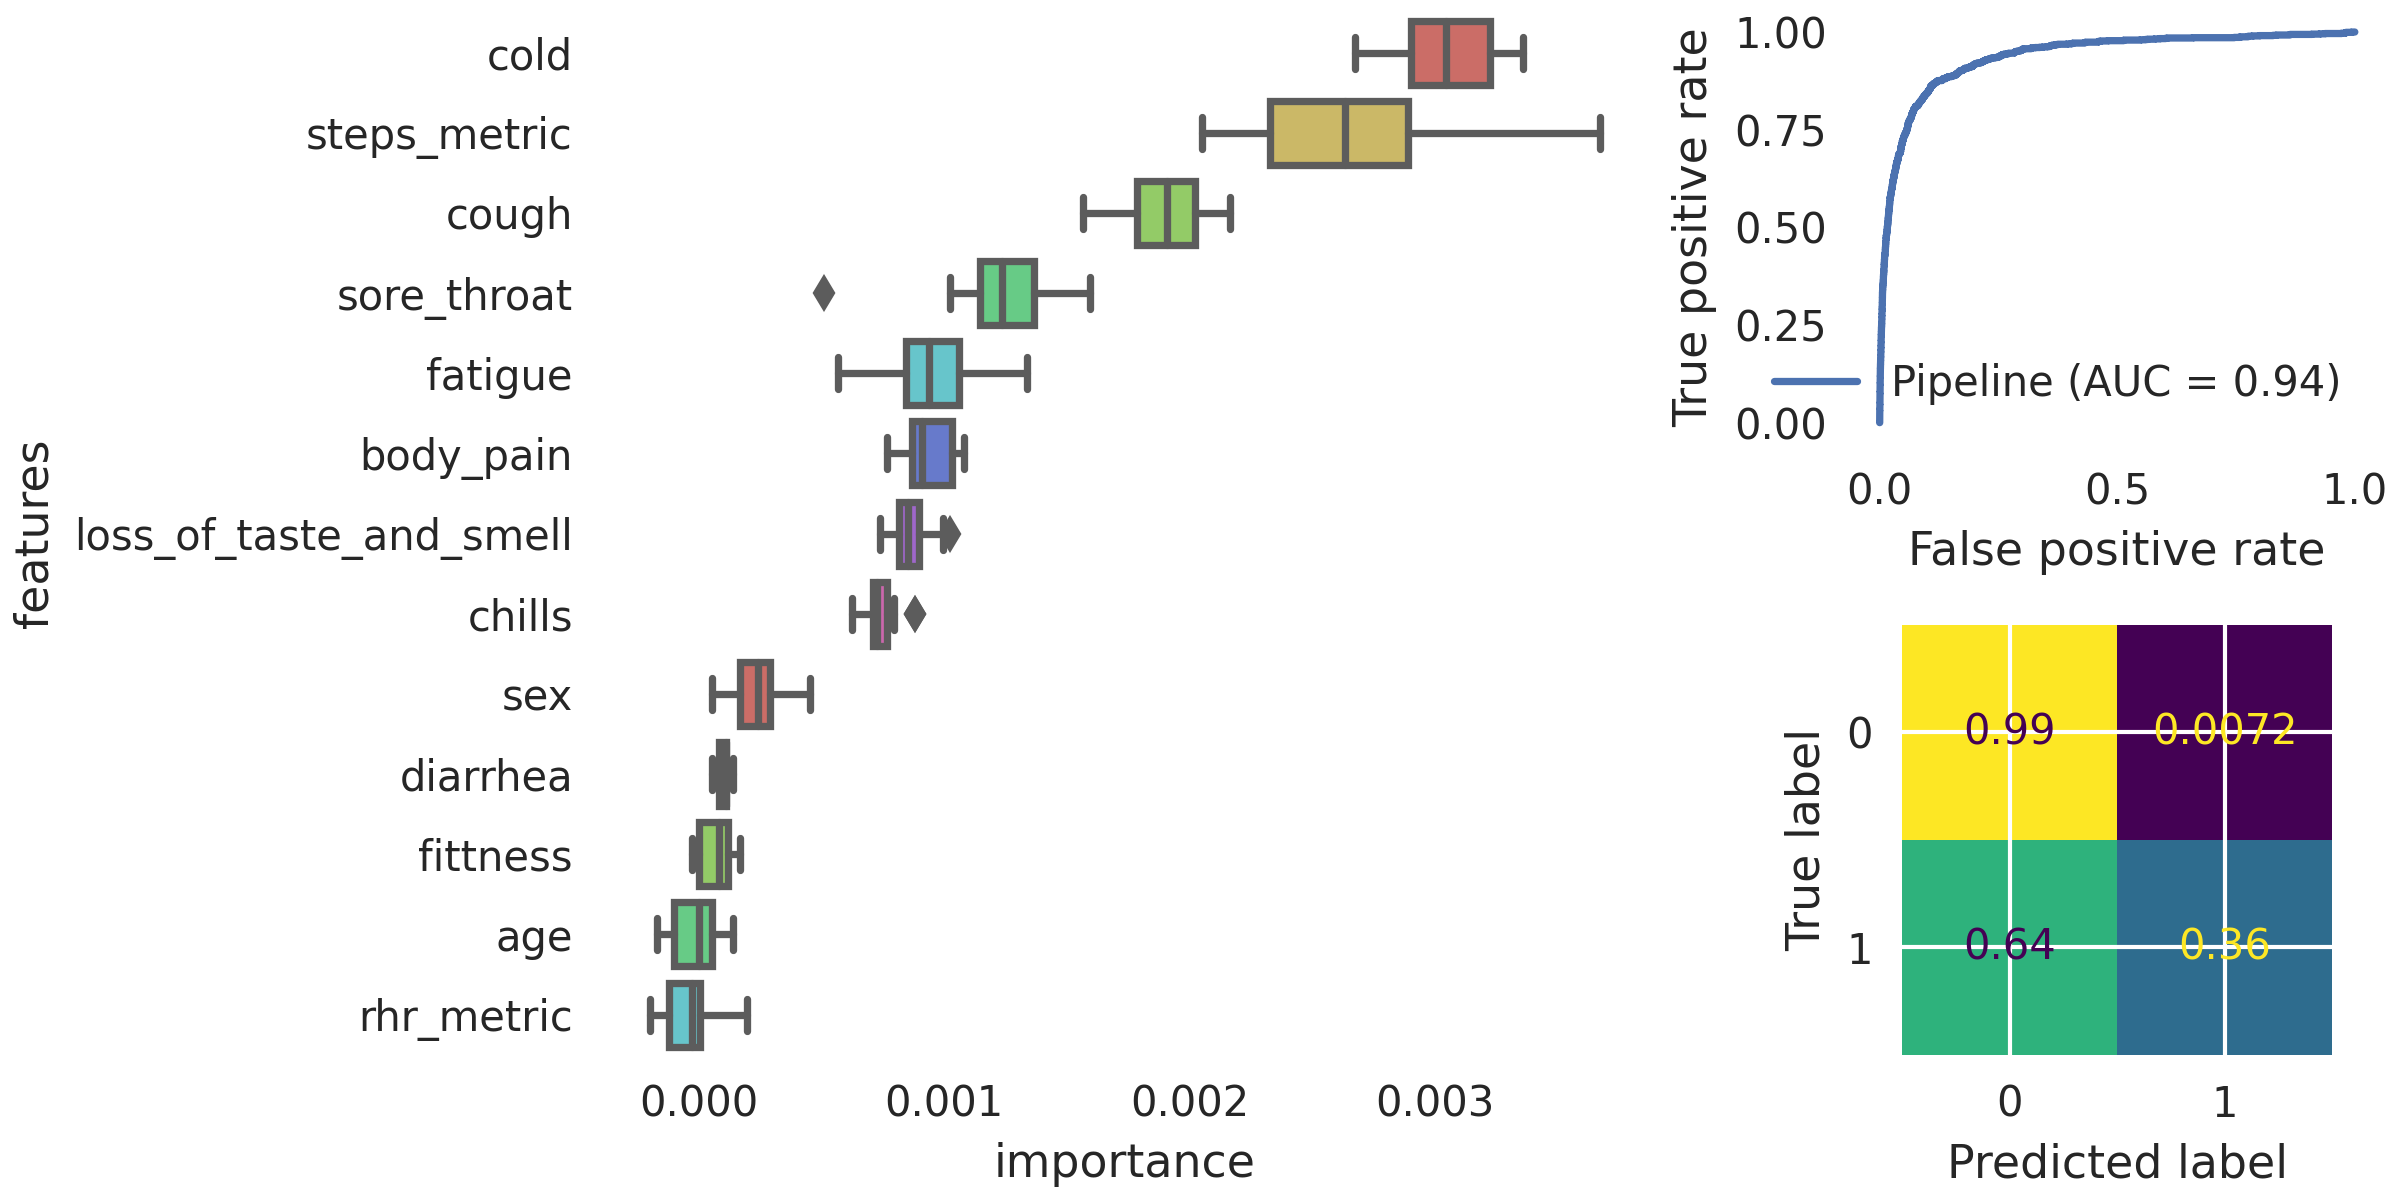 features
cold
steps_metric
cough
sore_throat
fatigue
body_pain
loss_of_taste_and_smell
chills
sex
diarrhea
fittness
age
rhr_metric
0.000 0.001 0.002 0.003
importance
True positive rate
1.00
0.75
0.50
0.25
0.00
Pipeline (AUC = 0.94)
0.0 0.5 1.0
False positive rate
True label
0 0.99 0.0072
1 0.64 0.36
0 1
Predicted label